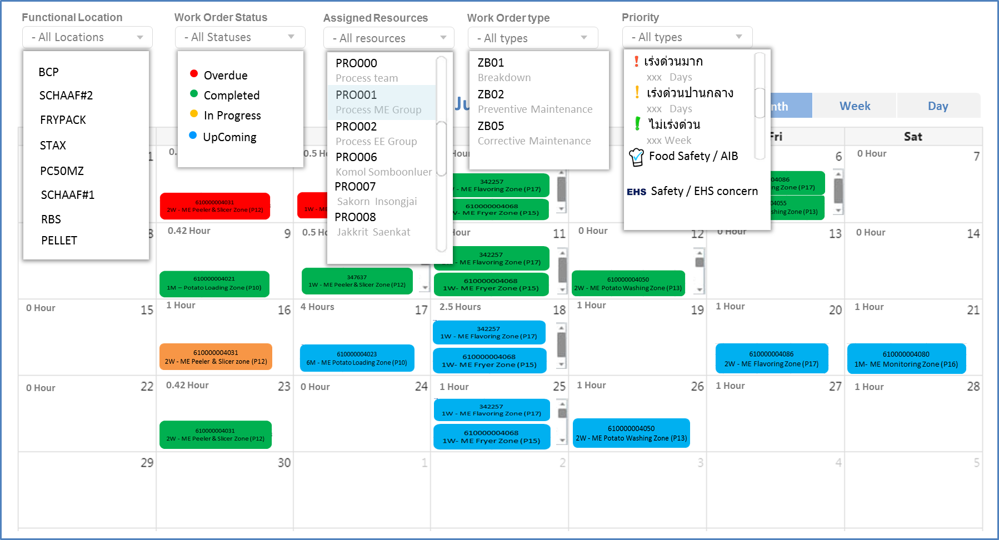 Functional Location
Work Order Status
Assigned Resources
Work Order type
Priority
- All Locations
- All Statuses
- All resources
- All types
- All types
BCP
SCHAAF#2
FRYPACK
STAX
PC50MZ
SCHAAF#1
RBS
PELLET
Overdue
Completed
In Progress
UpComing
PRO000
Process team
PRO001
Process ME Group
PRO002
Process EE Group
PRO006
Komol Somboonluer
PRO007
Sakorn Insongjai
PRO008
Jakkrit Saenkat
ZB01
Breakdown
ZB02
Preventive Maintenance
ZB05
Corrective Maintenance
เร่งด่วนมาก
xxx Days
เร่งด่วนปานกลาง
xxx Days
ไม่เร่งด่วน
xxx Week
Food Safety / AIB
EHS Safety / EHS concern
Week
Day
Fri
Sat
6
0 Hour
7
610000004031
2W - ME Peeler & Slicer Zone (P12)
1W - ME
342257
ME Flavoring Zone (P17)
610000004068
ME Fryer Zone (P15)
Zone (P17)
Zone (P13)
8
0.42 Hour
9
11
0 Hour
12
0 Hour
13
0 Hour
14
610000004021
1M – Potato Loading Zone (P10)
347637
1W - ME Peeler & Slicer Zone (P12)
342257
ME Flavoring Zone (P17)
610000004068
1W- ME Fryer Zone (P15)
610000004050
2W - ME Potato Washing Zone (P13)
0 Hour
15
1 Hour
16
4 Hours
17
2.5 Hours
18
1 Hour
19
1 Hour
20
1 Hour
21
610000004031
2W - ME Peeler & Slicer zone (P12)
610000004023
6M - ME Potato Loading Zone (P10)
342257
1W - ME Flavoring Zone (P17)
610000004068
1W- ME Fryer Zone (P15)
610000004086
2W - ME Flavoring Zone (P17)
610000004080
1M- ME Monitoring Zone (P16)
0 Hour
22
0.42 Hour
23
0 Hour
24
1 Hour
25
1 Hour
26
1 Hour
27
1 Hour
28
610000004031
2W - ME Peeler & Slicer Zone (P12)
342257
1W - ME Flavoring Zone (P17)
610000004068
1W- ME Fryer Zone (P15)
610000004050
2W - ME Potato Washing Zone (P13)
29
30
1
2
3
4
5